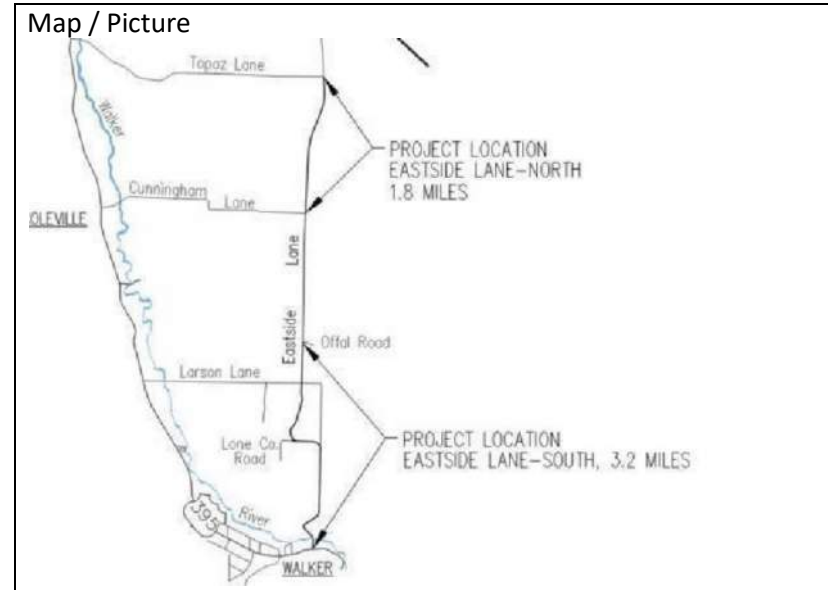 Map / Picture
Topaz Lane
Walker
PROJECT LOCATION
EASTSIDE LANE-NORTH
1.8 MILES
Cunningham
Lane
OLEVILLE
Eastside Lane
Offal Road
Larson Lane
Lone Co.
Road
PROJECT LOCATION
EASTSIDE LANE-SOUTH, 3.2 MILES
395
River
WALKER